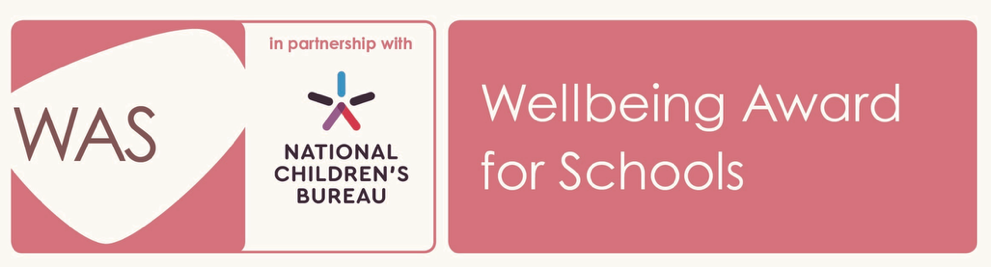 WAS
in partnership with
NATIONAL
CHILDREN'S
BUREAU
Wellbeing Award
for Schools